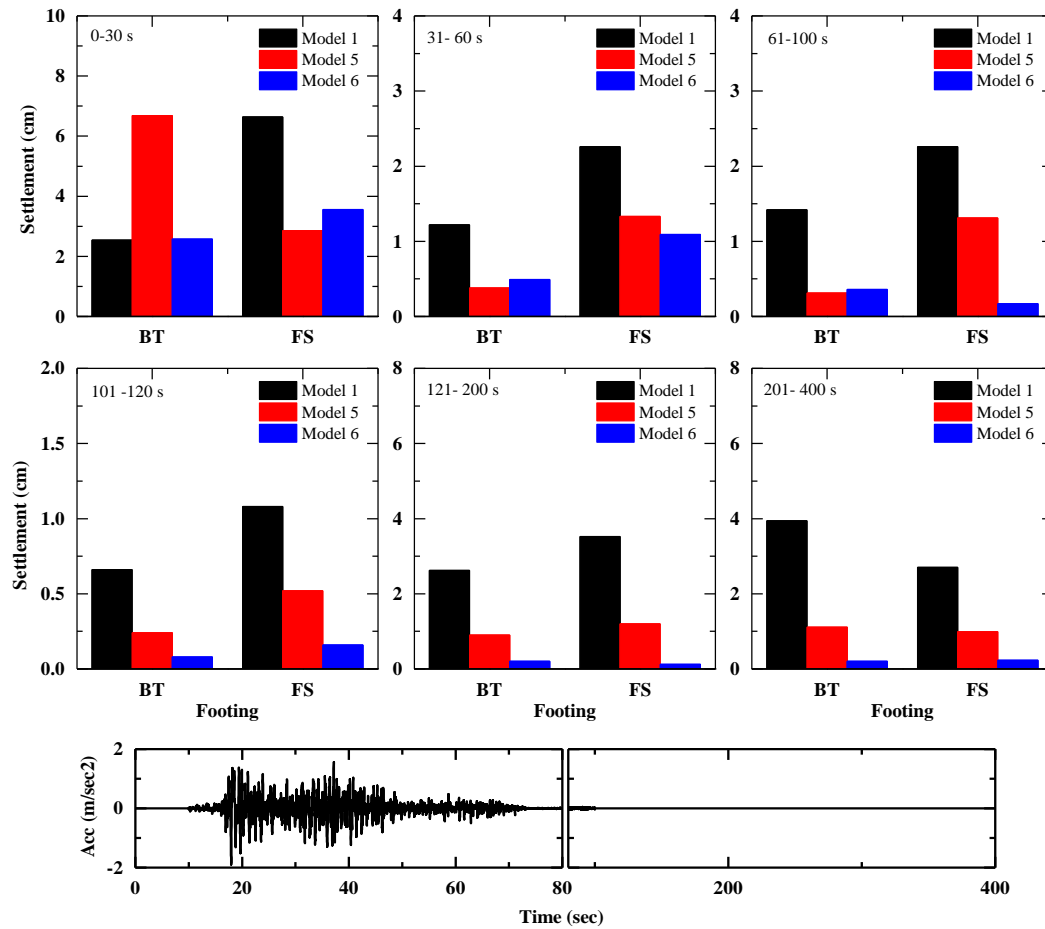 10
8
6
4
2
0
Settlement (cm)
0-30 s
Model 1
Model 5
Model 6
BT
FS
4
3
2
1
0
31- 60 s
Model 1
Model 5
Model 6
BT
FS
4
3
2
1
0
61-100 s
Model 1
Model 5
Model 6
BT
FS
2.0
1.5
1.0
0.5
0.0
Settlement (cm)
101 -120 s
Model 1
Model 5
Model 6
BT
FS
Footing
8
6
4
2
0
121- 200 s
Model 1
Model 5
Model 6
BT
FS
Footing
8
6
4
2
0
201- 400 s
Model 1
Model 5
Model 6
BT
FS
Footing
2
0
-2
Acc (m/sec2)
0 20 40 60 80 200 400
Time (sec)